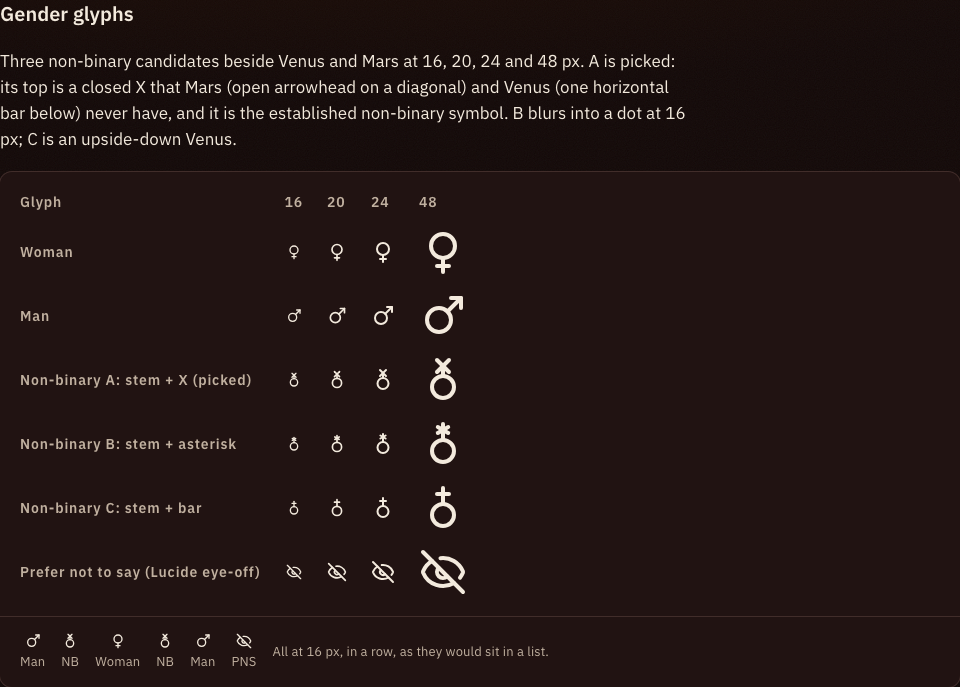 Gender glyphs
Three non-binary candidates beside Venus and Mars at 16, 20, 24 and 48 px. A is picked:
its top is a closed X that Mars (open arrowhead on a diagonal) and Venus (one horizontal
bar below) never have, and it is the established non-binary symbol. B blurs into a dot at 16
px; C is an upside-down Venus.
Glyph 16 20 24 48
Woman
Man
Non-binary A: stem + X (picked)
Non-binary B: stem + asterisk
Non-binary C: stem + bar
Prefer not to say (Lucide eye-off)
Man NB Woman NB Man PNS All at 16 px, in a row, as they would sit in a list.